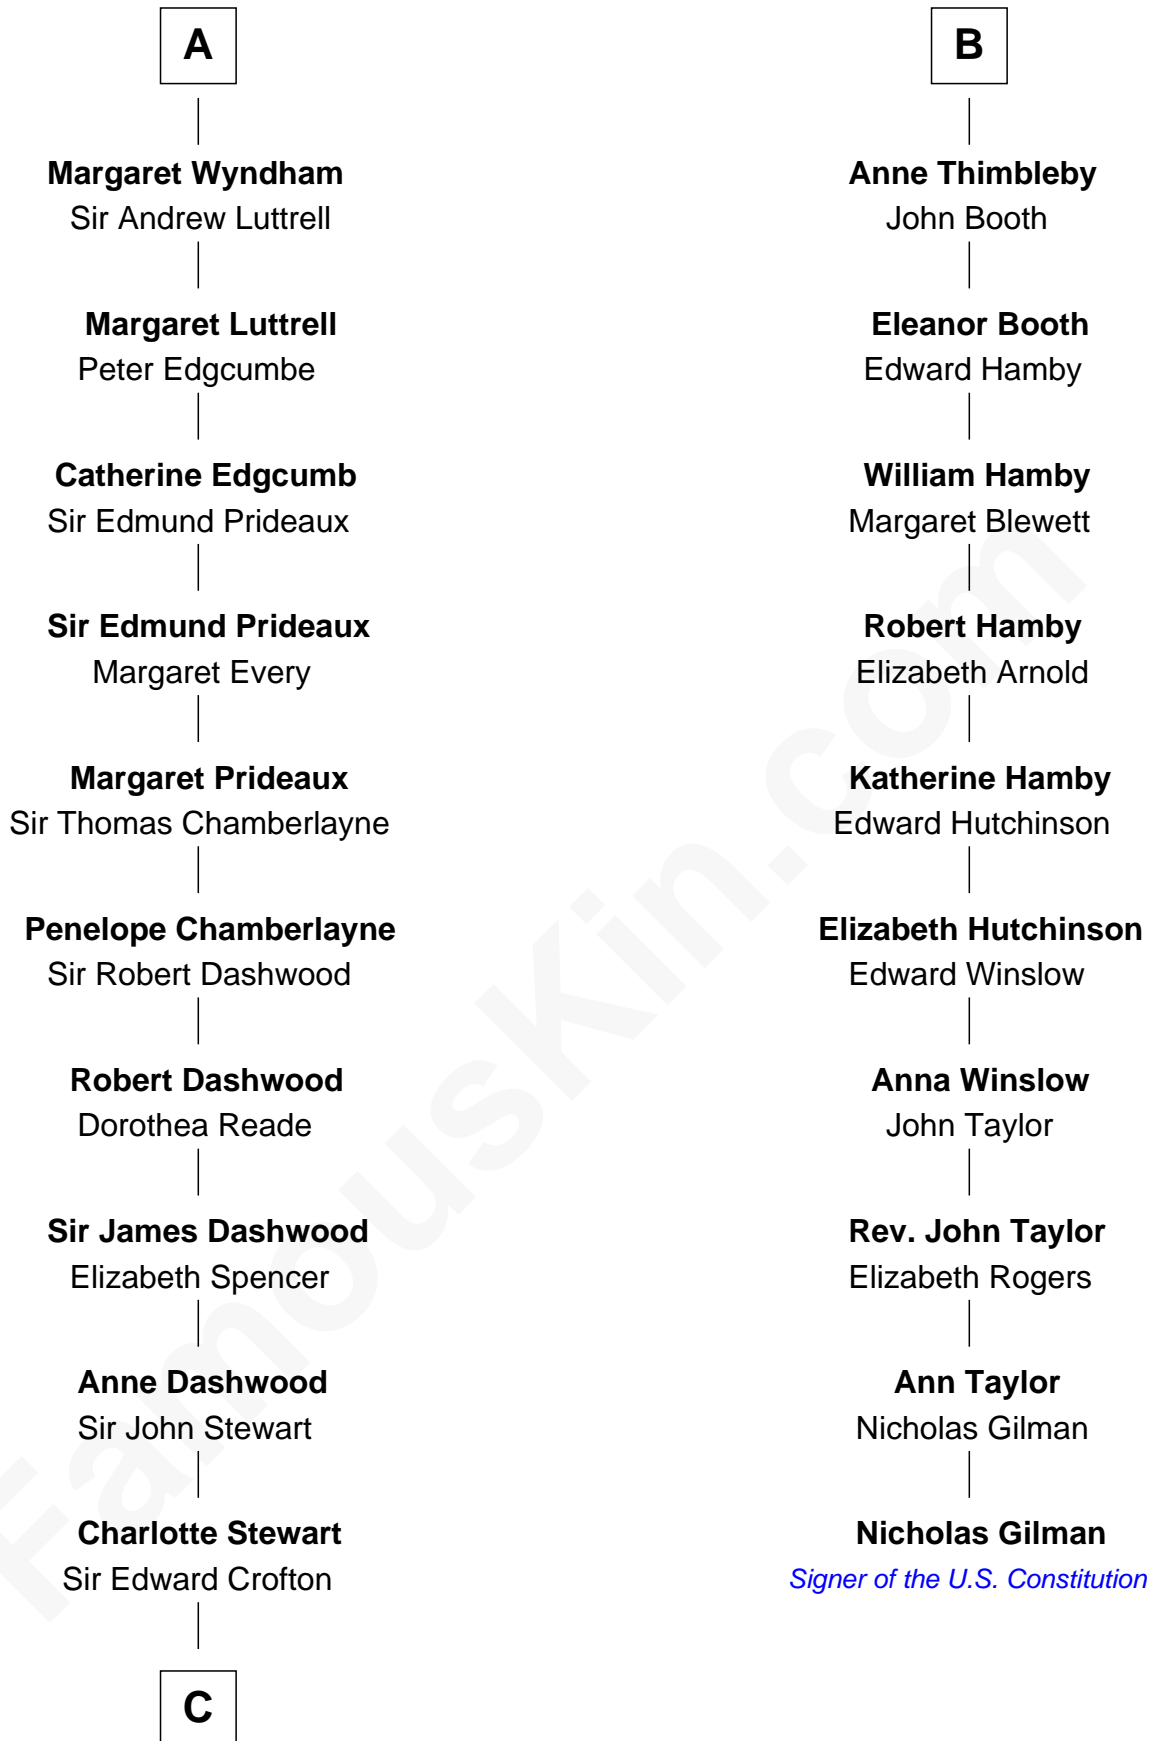 A
Margaret Wyndham
Sir Andrew Luttrell
Margaret Luttrell
Peter Edgcumbe
Catherine Edgcumb
Sir Edmund Prideaux
Sir Edmund Prideaux
Margaret Every
Margaret Prideaux
Sir Thomas Chamberlayne
Penelope Chamberlayne
Sir Robert Dashwood
Robert Dashwood
Dorothea Reade
Sir James Dashwood
Elizabeth Spencer
Anne Dashwood
Sir John Stewart
Charlotte Stewart
Sir Edward Crofton
C
B
Anne Thimbleby
John Booth
Eleanor Booth
Edward Hamby
William Hamby
Margaret Blewett
Robert Hamby
Elizabeth Arnold
Katherine Hamby
Edward Hutchinson
Elizabeth Hutchinson
Edward Winslow
Anna Winslow
John Taylor
Rev. John Taylor
Elizabeth Rogers
Ann Taylor
Nicholas Gilman
Nicholas Gilman
Signer of the U.S. Constitution
FamousKin.com